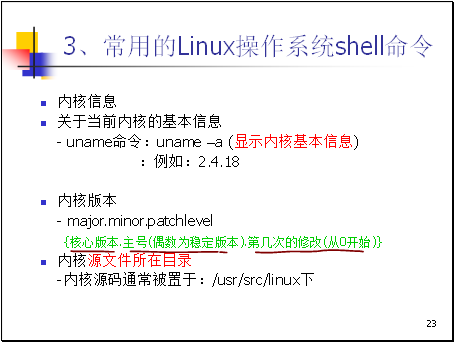 3、常用的Linux操作系统shell命令
内核信息
关于当前内核的基本信息
- uname命令：uname –a (显示内核基本信息)
：例如：2.4.18
内核版本
- major.minor.patchlevel
{核心版本.主号(偶数为稳定版本).第几次的修改(从0开始)}
内核源文件所在目录
-内核源码通常被置于：/usr/src/linux下
23